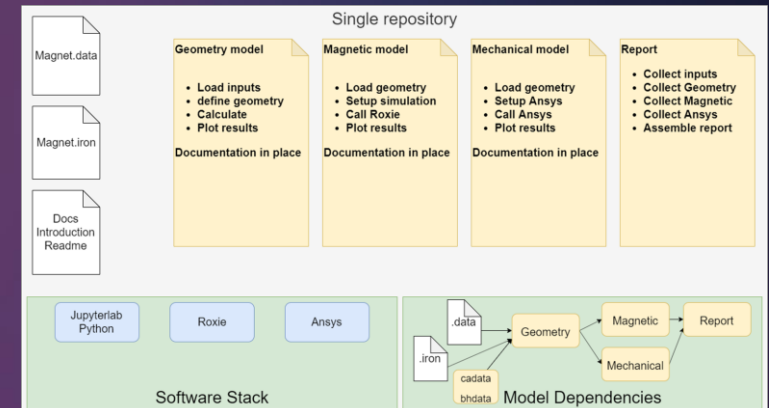 Single repository
Magnet.data
Magnet.iron
Docs
Introduction
Readme
Geometry model
• Load inputs
• define geometry
• Calculate
• Plot results
Documentation in place
Magnetic model
• Load geometry
• Setup simulation
• Call Roxie
• Plot results
Documentation in place
Mechanical model
• Load geometry
• Setup Ansys
• Call Ansys
• Plot results
Documentation in place
Report
• Collect inputs
• Collect Geometry
• Collect Magnetic
• Collect Ansys
• Assemble report
Jupyterlab
Python
Roxie
Ansys
Software Stack
.data
.iron
cadata
bhdata
Geometry
Magnetic
Mechanical
Report
Model Dependencies